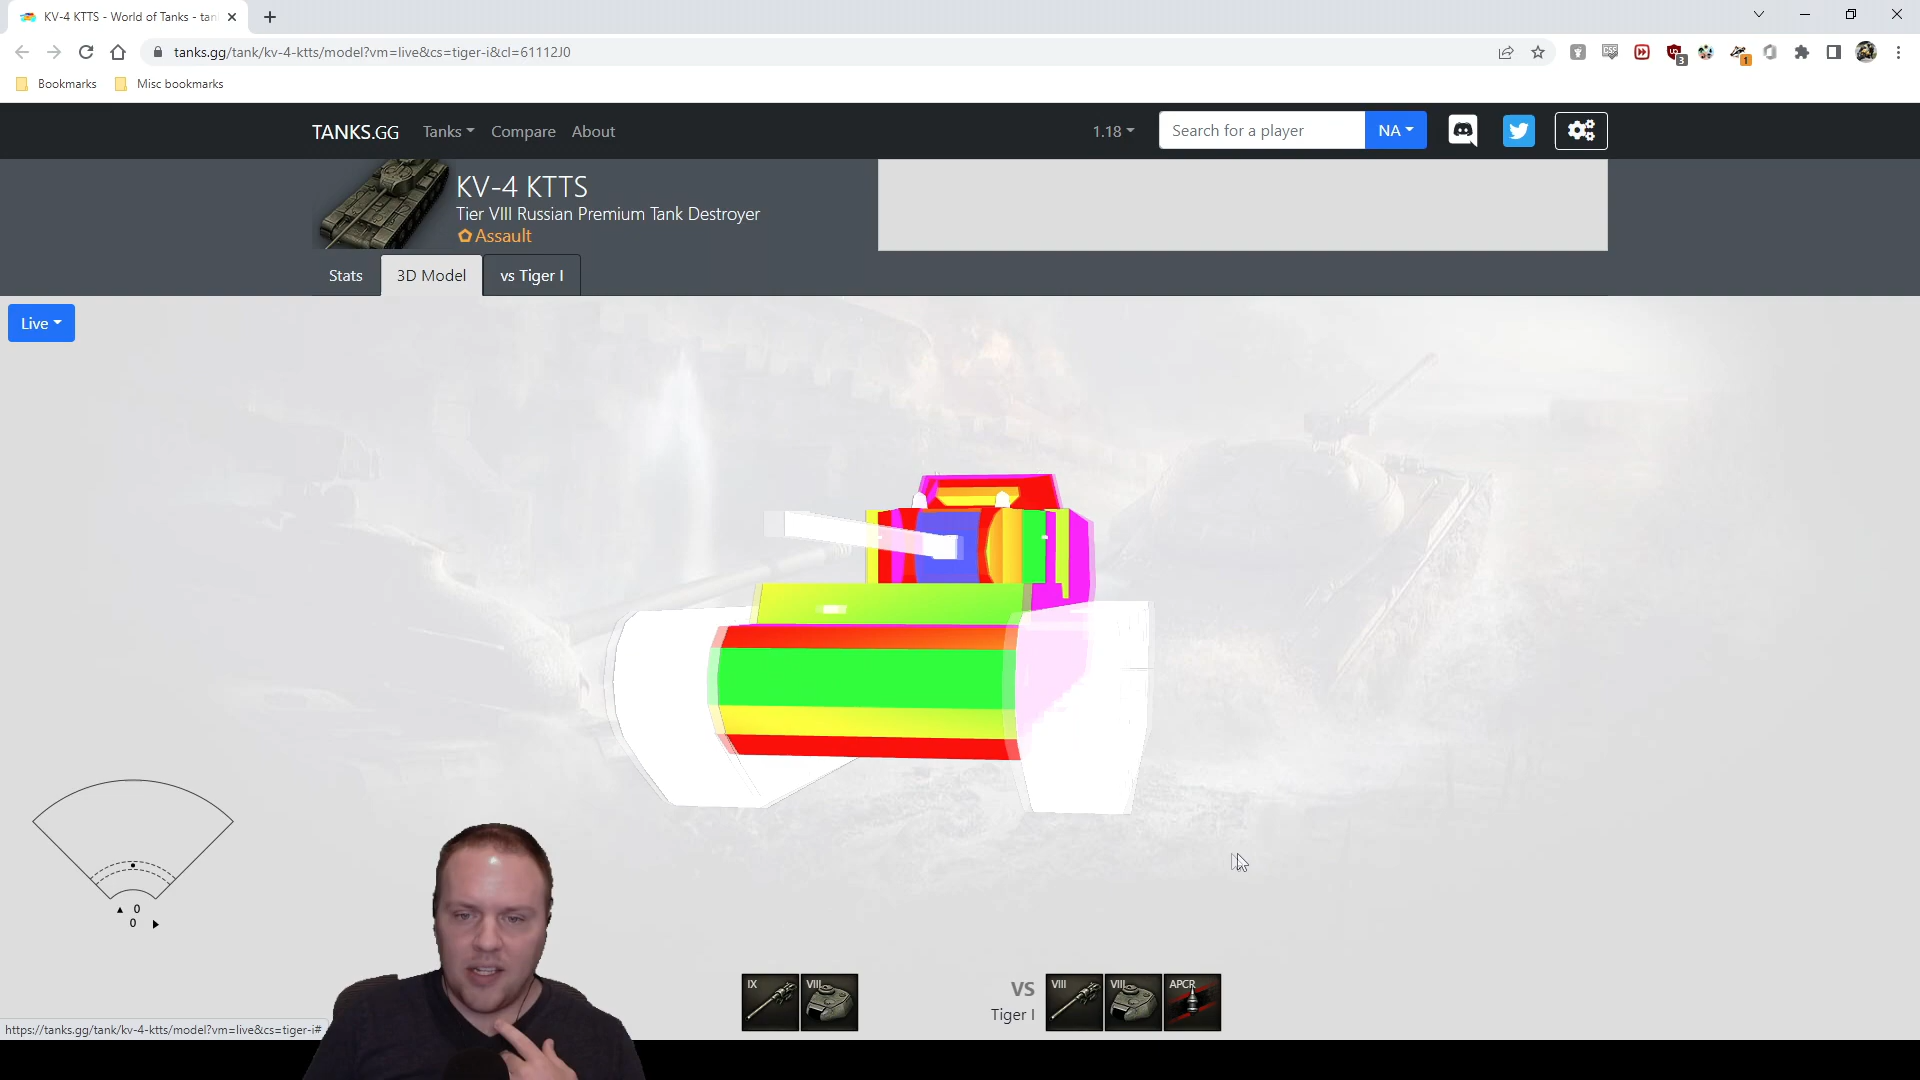 KV-4 KTTS - World of Tanks - tan
tanks.gg/tank/kv-4-ktts/model?vm=live&cs=tiger-i&cl=61112J0
3
1
Bookmarks
Misc bookmarks
TANKS.GG
Tanks
Compare
About
1.18
Search for a player
NA
KV-4 KTTS
Tier VIII Russian Premium Tank Destroyer
Assault
Stats
3D Model
vs Tiger I
Live
0
0
IX
VIII
VS
Tiger I
VIII
VIII
APCR
https://tanks.gg/tank/kv-4-ktts/model?vm=live&cs=tiger-i#